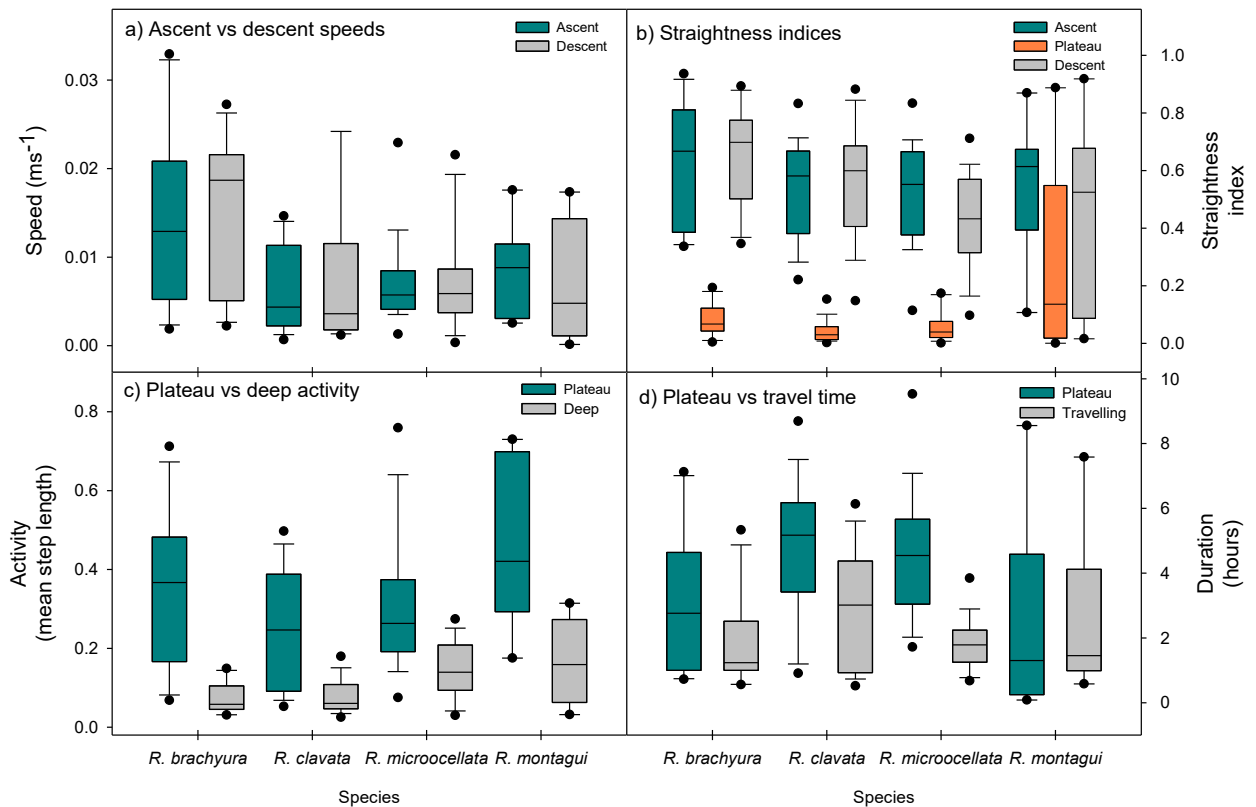 a) Ascent vs descent speeds
Ascent
Descent
0.03
0.02
0.01
0.00
Speed (ms⁻¹)
b) Straightness indices
Ascent
Plateau
Descent
1.0
0.8
0.6
0.4
0.2
0.0
Straightness
index
c) Plateau vs deep activity
Plateau
Deep
0.8
0.6
0.4
0.2
0.0
Activity
(mean step length)
d) Plateau vs travel time
Plateau
Travelling
10
8
6
4
2
0
Duration
(hours)
R. brachyura R. clavata R. microocellata R. montagui
Species
R. brachyura R. clavata R. microocellata R. montagui
Species